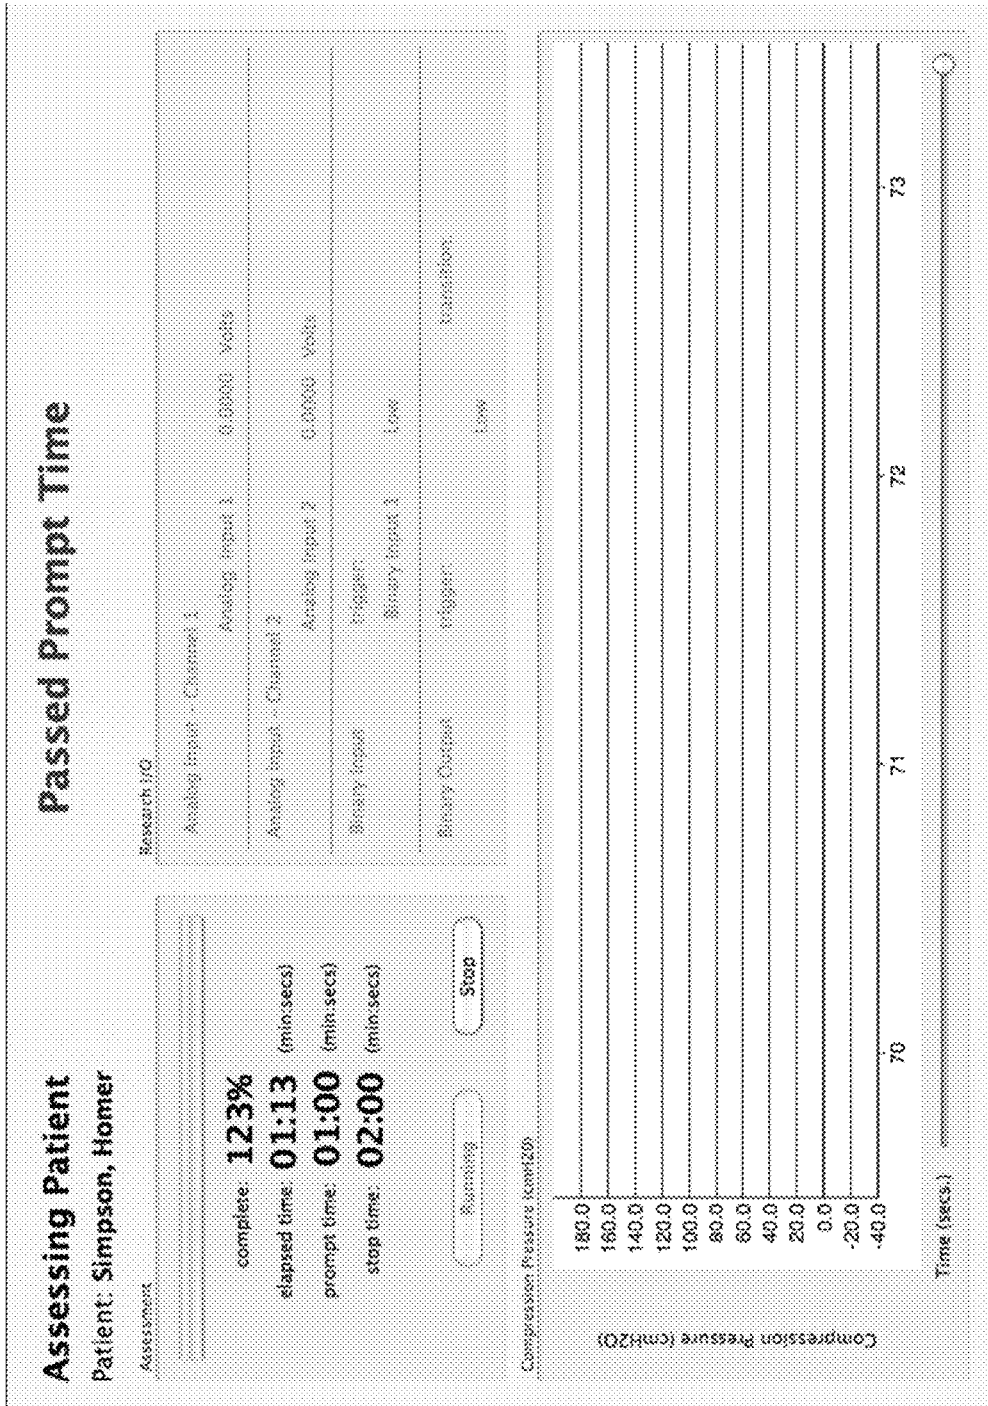 Assessing Patient
Passed Prompt Time
Patient: Simpson, Homer
Assessment
complete: 123%
elapsed time: 01:13 (min:secs)
prompt time: 01:00 (min:secs)
stop time: 02:00 (min:secs)
Running
Stop
Research I/O
Analog Input - Channel 1
Analog Input 1 0.0000 Volts
Analog Input - Channel 2
Analog Input 2 0.0000 Volts
Binary Input trigger:
Binary Input 1 Low
Binary Output trigger: transition:
Low
Compression Pressure (cmH2O)
Compression Pressure (cmH2O)
180.0
160.0
140.0
120.0
100.0
80.0
60.0
40.0
20.0
0.0
-20.0
-40.0
70 71 72 73
Time (secs.)